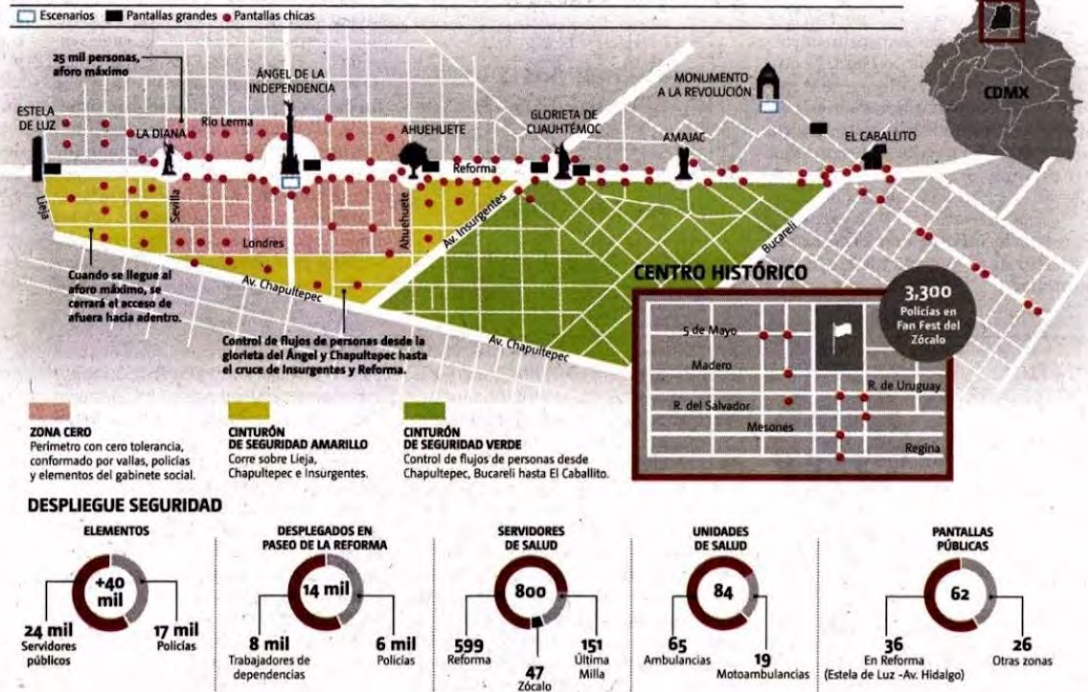 Escenarios Pantallas grandes Pantallas chicas
25 mil personas,
aforo máximo
ÁNGEL DE LA
INDEPENDENCIA
MONUMENTO
A LA REVOLUCIÓN
CDMX
ESTELA
DE LUZ
LA DIANA
Río Lerma
AHUEHUETE
GLORIETA DE
CUAUHTÉMOC
AMAJAC
EL CABALLITO
Reforma
Lieja
Sevilla
Ahuehuete
Av. Insurgentes
Bucareli
Londres
Av. Chapultepec
Av. Chapultepec
Cuando se llegue al
aforo máximo, se
cerrará el acceso de
afuera hacia adentro.
Control de flujos de personas desde la
glorieta del Ángel y Chapultepec hasta
el cruce de Insurgentes y Reforma.
CENTRO HISTÓRICO
3,300
Policías en
Fan Fest del
Zócalo
5 de Mayo
Madero
R. de Uruguay
R. del Salvador
Mesones
Regina
ZONA CERO
Perímetro con cero tolerancia,
conformado por vallas, policías
y elementos del gabinete social.
CINTURÓN
DE SEGURIDAD AMARILLO
Corre sobre Lieja,
Chapultepec e Insurgentes.
CINTURÓN
DE SEGURIDAD VERDE
Control de flujos de personas desde
Chapultepec, Bucareli hasta El Caballito.
DESPLIEGUE SEGURIDAD
ELEMENTOS
+40
mil
24 mil
Servidores
públicos
17 mil
Policías
DESPLEGADOS EN
PASEO DE LA REFORMA
14 mil
8 mil
Trabajadores de
dependencias
6 mil
Policías
SERVIDORES
DE SALUD
800
599
Reforma
47
Zócalo
151
Última
Milla
UNIDADES
DE SALUD
84
65
Ambulancias
19
Motoambulancias
PANTALLAS
PÚBLICAS
62
36
En Reforma
(Estela de Luz -Av. Hidalgo)
26
Otras zonas